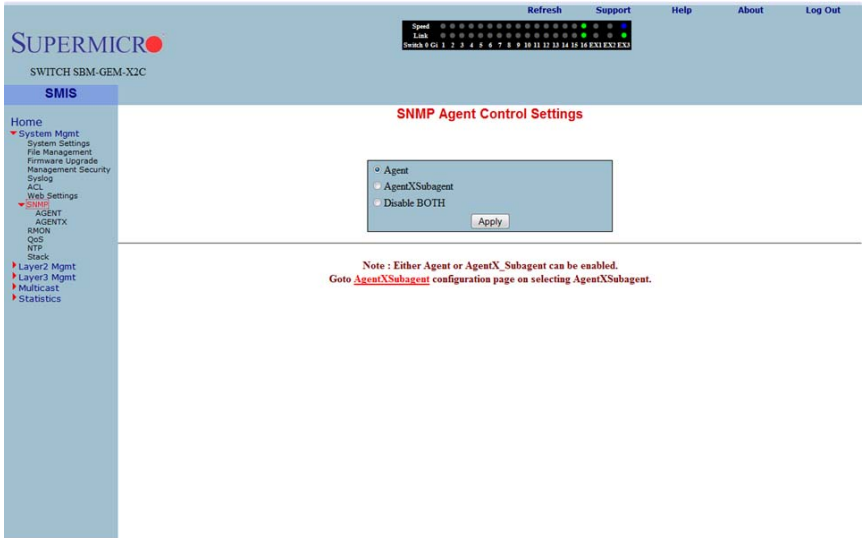 Refresh Support Help About Log Out
Speed
Link
Switch 0 Gi 1 2 3 4 5 6 7 8 9 10 11 12 13 14 15 16 EX1 EX2 EX3
SUPERMICRO
SWITCH SBM-GEM-X2C
SMIS
Home
System Mgmt
System Settings
File Management
Firmware Upgrade
Management Security
Syslog
ACL
Web Settings
SNMP
AGENT
AGENTX
RMON
QoS
NTP
Stack
Layer2 Mgmt
Layer3 Mgmt
Multicast
Statistics
SNMP Agent Control Settings
Agent
AgentXSubagent
Disable BOTH
Apply
Note : Either Agent or AgentX_Subagent can be enabled.
Goto AgentXSubagent configuration page on selecting AgentXSubagent.